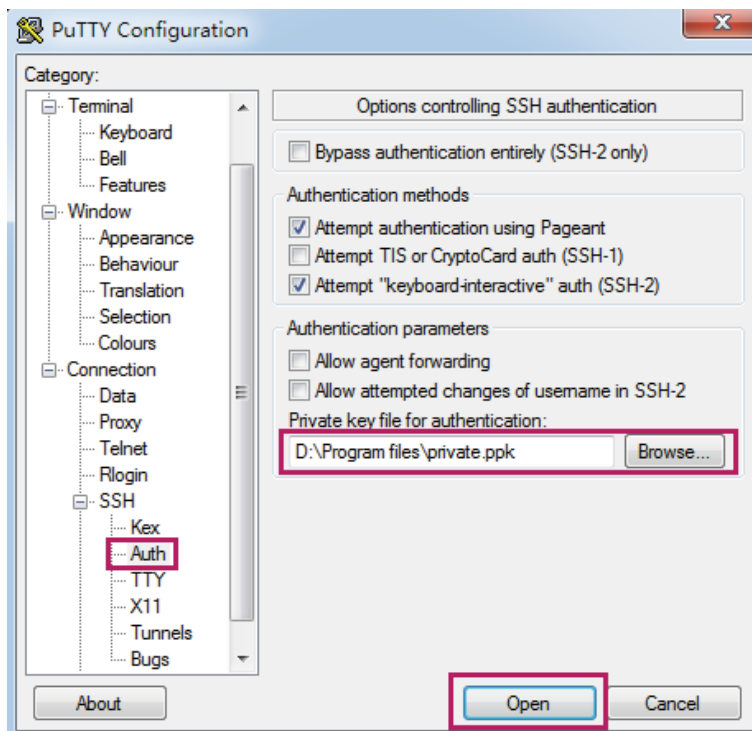 PuTTY Configuration
Category:
Teminal
Keyboard
Bell
Features
Window
Appearance
Behaviour
Translation
Selection
Colours
Connection
Data
Proxy
Telnet
Rlogin
SSH
Kex
Auth
TTY
X11
Tunnels
Bugs
Options controlling SSH authentication
Bypass authentication entirely (SSH-2 only)
Authentication methods
Attempt authentication using Pageant
Attempt TIS or CryptoCard auth (SSH-1)
Attempt "keyboard-interactive" auth (SSH-2)
Authentication parameters
Allow agent forwarding
Allow attempted changes of username in SSH-2
Private key file for authentication:
D:\Program files\private.ppk
Browse...
About
Open
Cancel